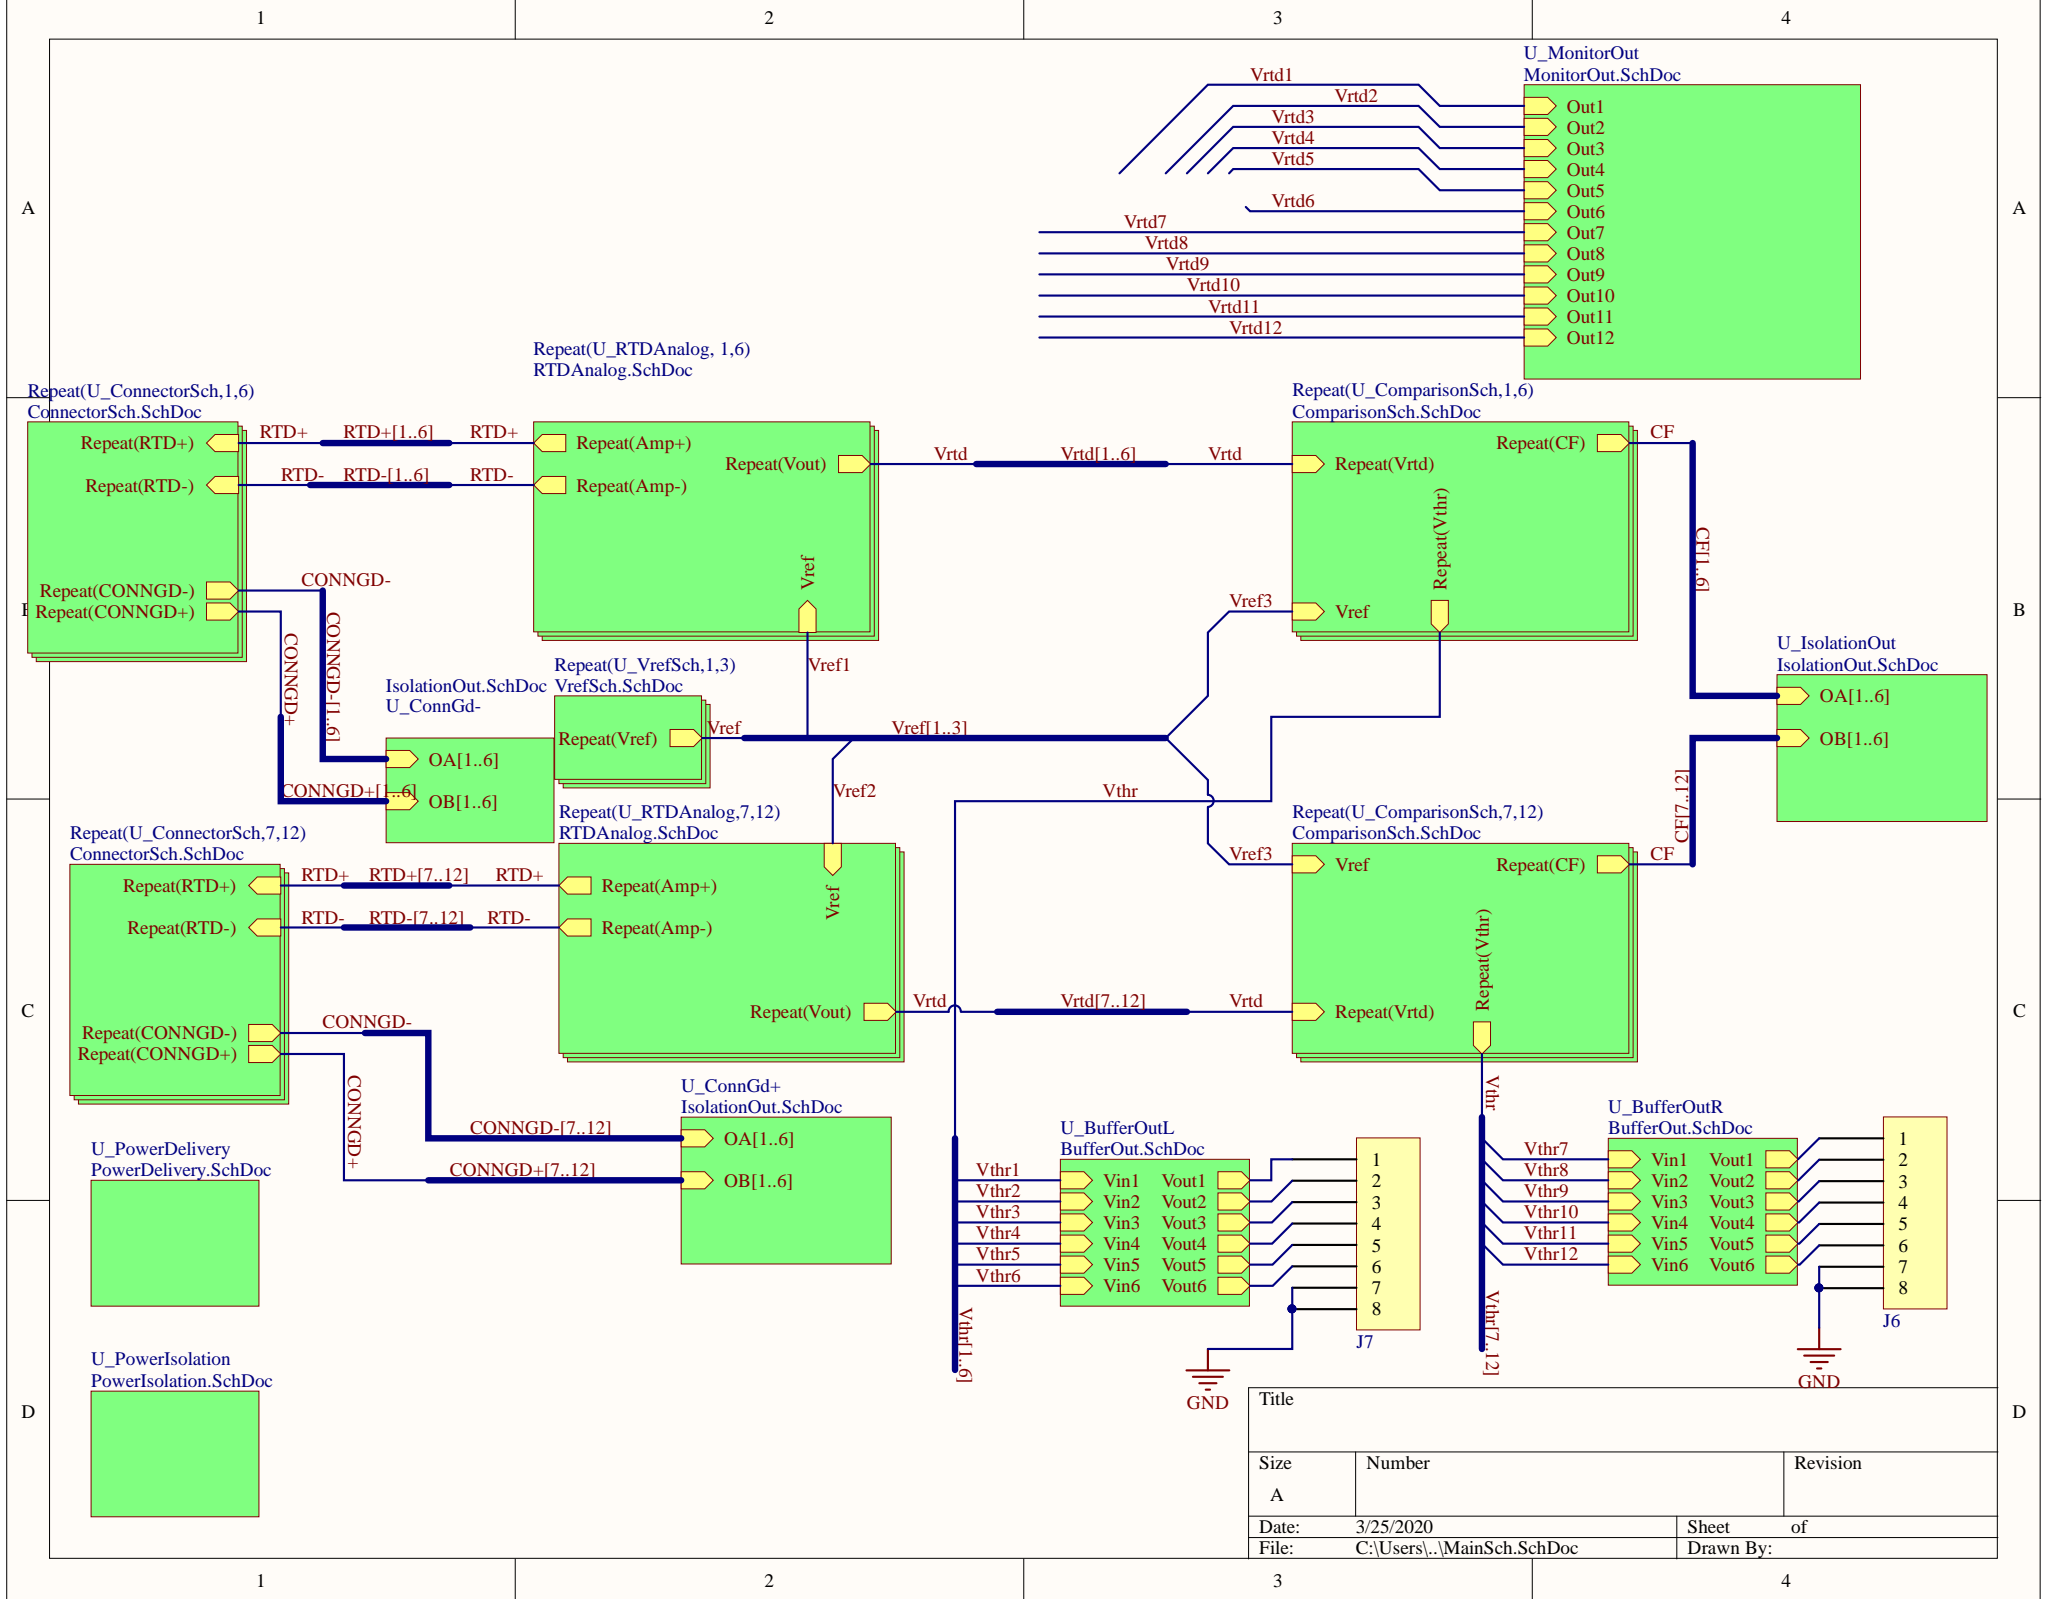 1
2
3
4
U_MonitorOut
MonitorOut.SchDoc
Vrtd1
Vrtd2
Vrtd3
Vrtd4
Vrtd5
Vrtd6
Vrtd7
Vrtd8
Vrtd9
Vrtd10
Vrtd11
Vrtd12
Out1
Out2
Out3
Out4
Out5
Out6
Out7
Out8
Out9
Out10
Out11
Out12
A
A
Repeat(U_ConnectorSch,1,6)
ConnectorSch.SchDoc
Repeat(RTD+)
Repeat(RTD-)
Repeat(CONNGD-)
Repeat(CONNGD+)
RTD+
RTD+[1..6]
RTD+
RTD-
RTD-[1..6]
RTD-
CONNGD-
CONNGD-[1..6]
CONNGD+
CONNGD+[1..6]
Repeat(U_RTDAnalog, 1,6)
RTDAnalog.SchDoc
Repeat(Amp+)
Repeat(Amp-)
Repeat(Vout)
Vref
Vref1
Vrtd
Vrtd[1..6]
Vrtd
Repeat(U_ComparisonSch,1,6)
ComparisonSch.SchDoc
Repeat(Vrtd)
Repeat(CF)
Repeat(Vthr)
Vref
Vref3
CF
CF[1..6]
B
B
IsolationOut.SchDoc
U_ConnGd-
OA[1..6]
OB[1..6]
Repeat(U_VrefSch,1,3)
VrefSch.SchDoc
Repeat(Vref)
Vref
Vref[1..3]
Vref2
Vthr
U_IsolationOut
IsolationOut.SchDoc
OA[1..6]
OB[1..6]
CF[7..12]
CF
Repeat(U_ConnectorSch,7,12)
ConnectorSch.SchDoc
Repeat(RTD+)
Repeat(RTD-)
Repeat(CONNGD-)
Repeat(CONNGD+)
RTD+
RTD+[7..12]
RTD+
RTD-
RTD-[7..12]
RTD-
CONNGD-
CONNGD+
CONNGD-[7..12]
CONNGD+[7..12]
Repeat(U_RTDAnalog,7,12)
RTDAnalog.SchDoc
Repeat(Amp+)
Repeat(Amp-)
Vref
Repeat(Vout)
Vrtd
Vrtd[7..12]
Vrtd
Repeat(U_ComparisonSch,7,12)
ComparisonSch.SchDoc
Vref3
Vref
Repeat(CF)
Repeat(Vthr)
Repeat(Vrtd)
C
C
U_ConnGd+
IsolationOut.SchDoc
OA[1..6]
OB[1..6]
U_PowerDelivery
PowerDelivery.SchDoc
U_PowerIsolation
PowerIsolation.SchDoc
U_BufferOutL
BufferOut.SchDoc
Vthr1
Vthr2
Vthr3
Vthr4
Vthr5
Vthr6
Vthr[1..6]
Vin1
Vin2
Vin3
Vin4
Vin5
Vin6
Vout1
Vout2
Vout3
Vout4
Vout5
Vout6
1
2
3
4
5
6
7
8
J7
GND
Vthr
Vthr[7..12]
U_BufferOutR
BufferOut.SchDoc
Vthr7
Vthr8
Vthr9
Vthr10
Vthr11
Vthr12
Vin1
Vin2
Vin3
Vin4
Vin5
Vin6
Vout1
Vout2
Vout3
Vout4
Vout5
Vout6
1
2
3
4
5
6
7
8
J6
GND
D
D
Title
Size
Number
Revision
A
Date: 3/25/2020
Sheet of
File: C:\Users\..\MainSch.SchDoc
Drawn By:
1
2
3
4